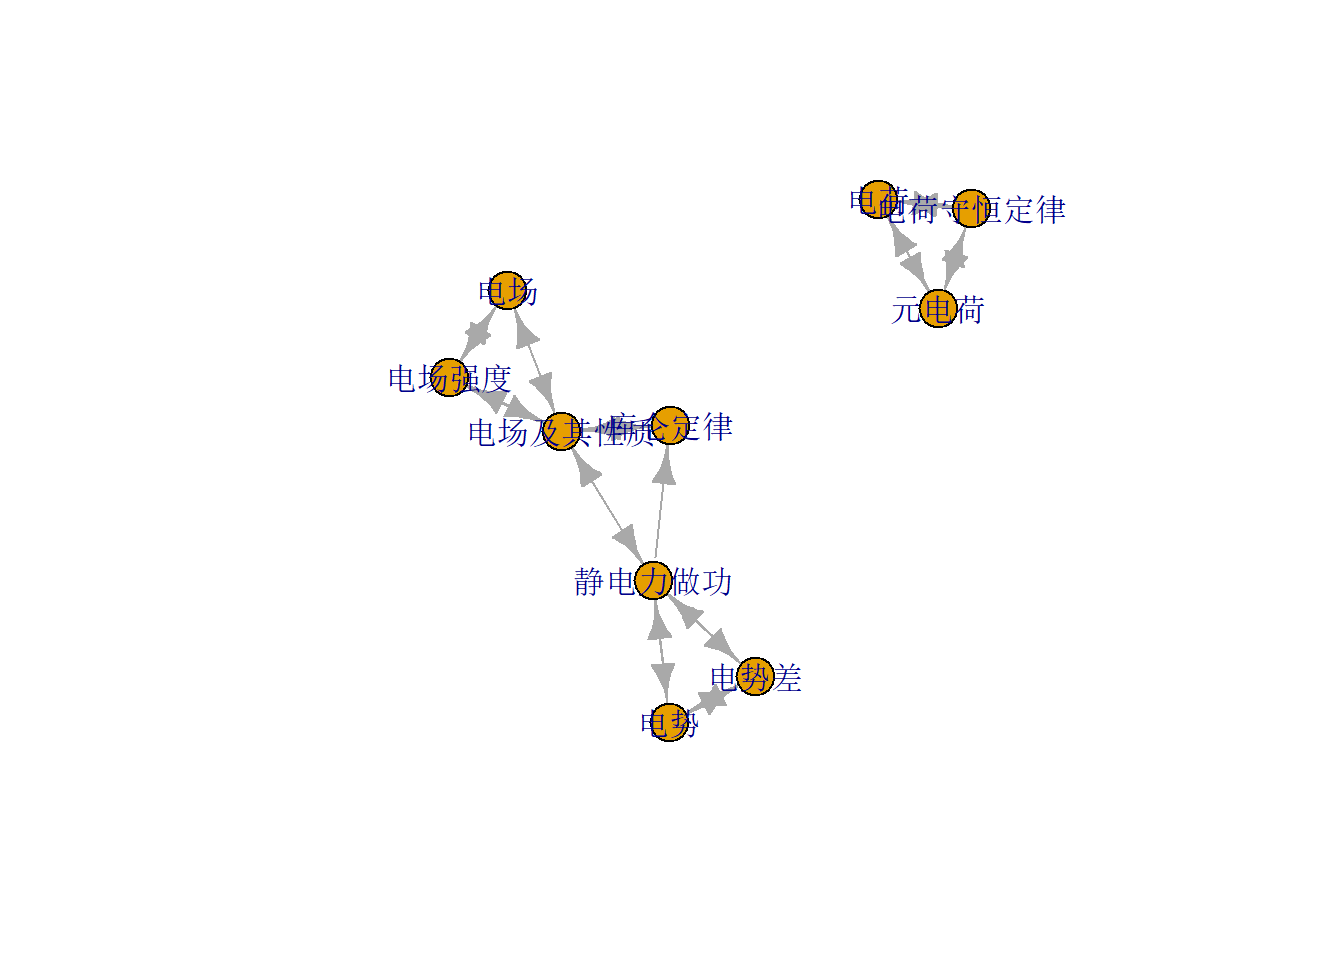 电荷
电荷守恒定律
元电荷
电场
电场强度
电场及其性质
库仑定律
静电力做功
电势差
电势